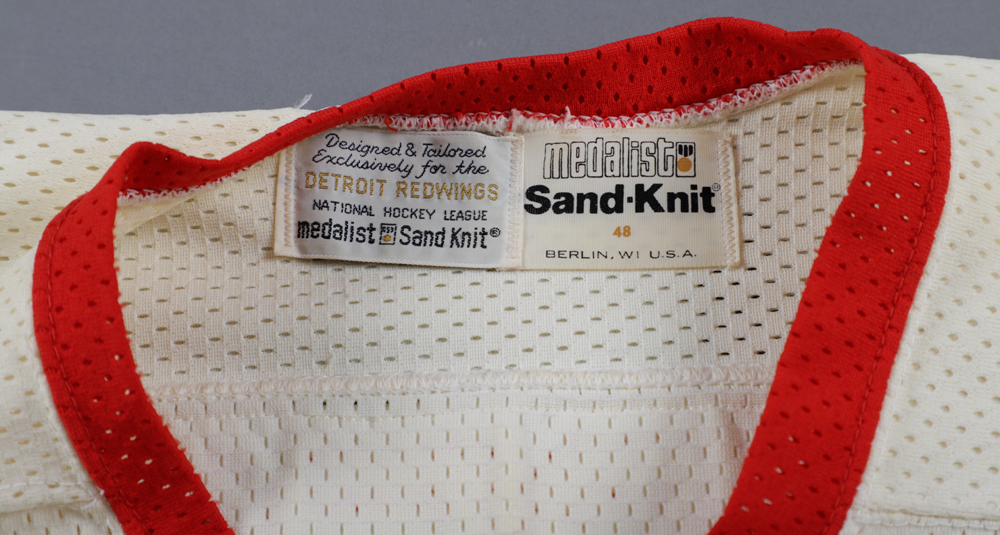 Designed & Tailored
Exclusively for the
DETROIT REDWINGS
NATIONAL HOCKEY LEAGUE
medalist Sand Knit®
medalist
Sand·Knit®
48
BERLIN, WI U.S.A.